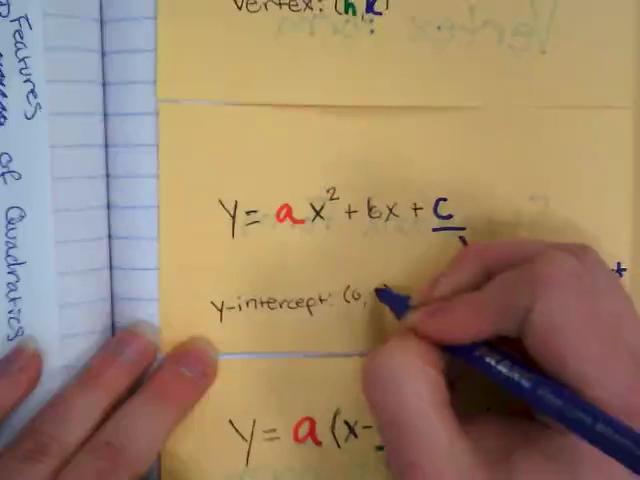 Vertex: (h, k)
y = ax² + bx + c
y-intercept: (0,
y = a(x-
Features
of Quadratics